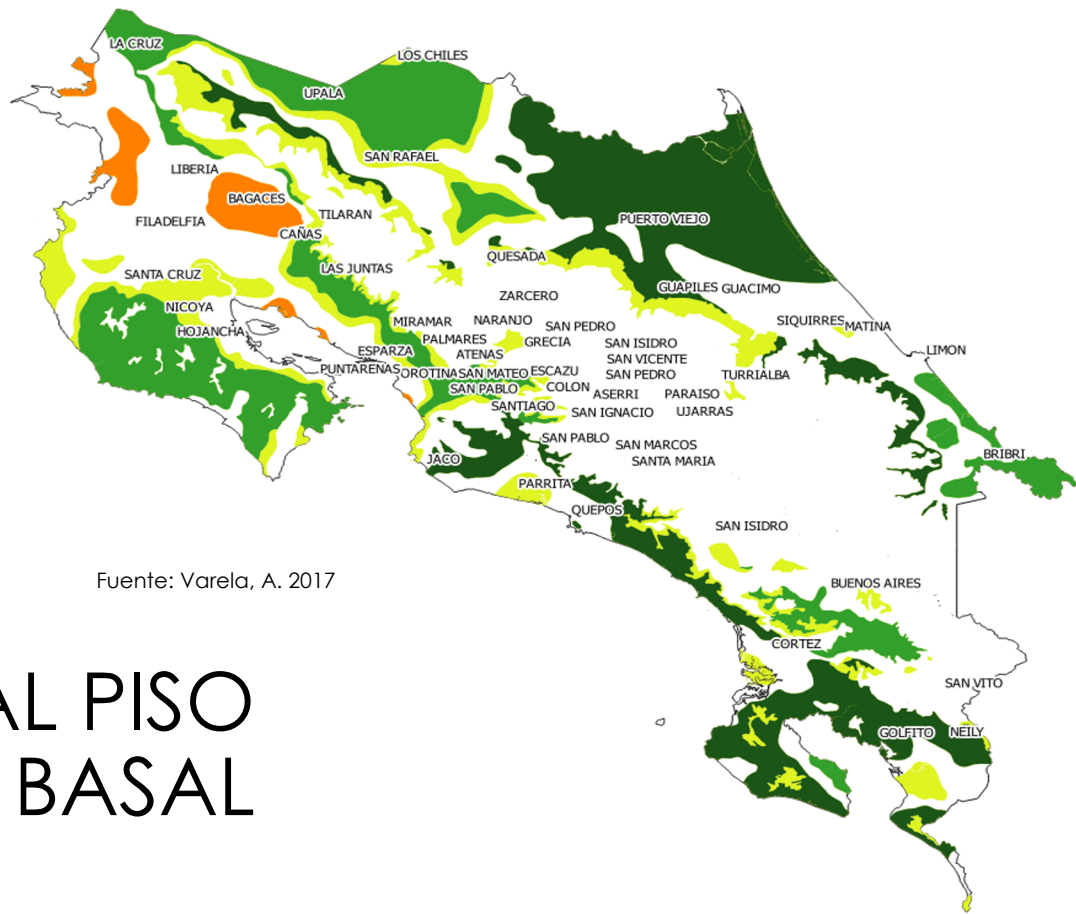 LA CRUZ
LOS CHILES
UPALA
SAN RAFAEL
LIBERIA
BAGACES
TILARAN
FILADELFIA
CAÑAS
PUERTO VIEJO
QUESADA
LAS JUNTAS
SANTA CRUZ
GUAPILES GUACIMO
ZARCERO
NICOYA
MIRAMAR
NARANJO
SAN PEDRO
SIQUIRRES
MATINA
HOJANCHA
PALMARES
GRECIA
SAN ISIDRO
ESPARZA
ATENAS
SAN VICENTE
LIMON
PUNTARENAS
OROTINA
SAN MATEO
ESCAZU
SAN PEDRO
TURRIALBA
SAN PABLO
COLON
ASERRI
PARAISO
SANTIAGO
SAN IGNACIO
UJARRAS
SAN PABLO
SAN MARCOS
BRIBRI
JACO
SANTA MARIA
PARRITA
QUEPOS
SAN ISIDRO
Fuente: Varela, A. 2017
BUENOS AIRES
CORTEZ
SAN VITO
AL PISO
GOLFITO
NEILY
BASAL